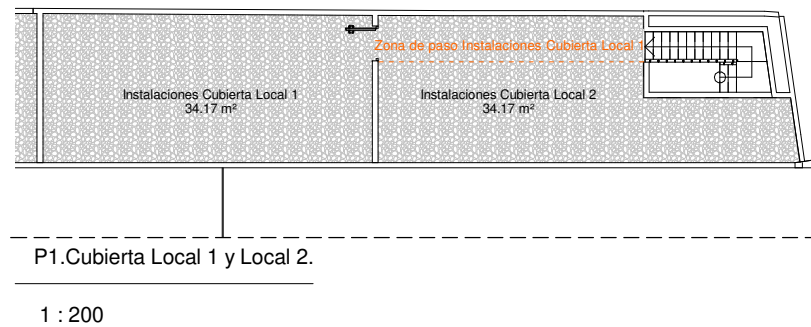 Zona de paso Instalaciones Cubierta Local 1
Instalaciones Cubierta Local 1
34.17 m²
Instalaciones Cubierta Local 2
34.17 m²
P1.Cubierta Local 1 y Local 2.
1 : 200